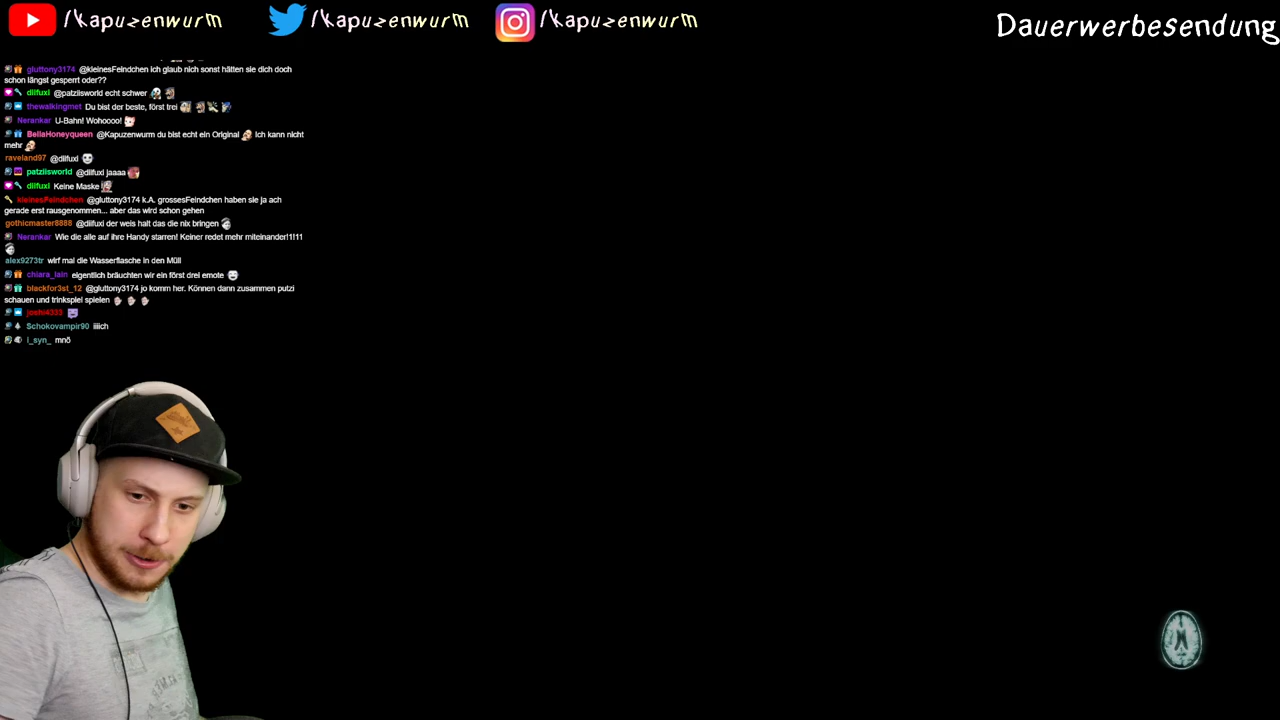 /kapuzenwurm /kapuzenwurm /kapuzenwurm Dauerwerbesendung
gluttony3174 @kleinesFeindchen ich glaub nich sonst hätten sie dich doch
schon längst gesperrt oder??
diifuxi @patziisworld echt schwer
thewalkingmet Du bist der beste, först trei
Nerankar U-Bahn! Wohoooo!
BellaHoneyqueen @Kapuzenwurm du bist echt ein Original Ich kann nicht
mehr
raveland97 @diifuxi
patziisworld @diifuxi jaaaa
diifuxi Keine Maske
kleinesFeindchen @gluttony3174 k.A. grossesFeindchen haben sie ja ach
gerade erst rausgenommen... aber das wird schon gehen
gothicmaster8888 @diifuxi der weis halt das die nix bringen
Nerankar Wie die alle auf ihre Handy starren! Keiner redet mehr miteinander!1!11
alex9273tr wirf mal die Wasserflasche in den Müll
chiara_lain eigentlich bräuchten wir ein först drei emote
blackfor3st_12 @gluttony3174 jo komm her. Können dann zusammen putzi
schauen und trinkspiel spielen
joshi4333
Schokovampir90 iiiich
i_syn_ mnö